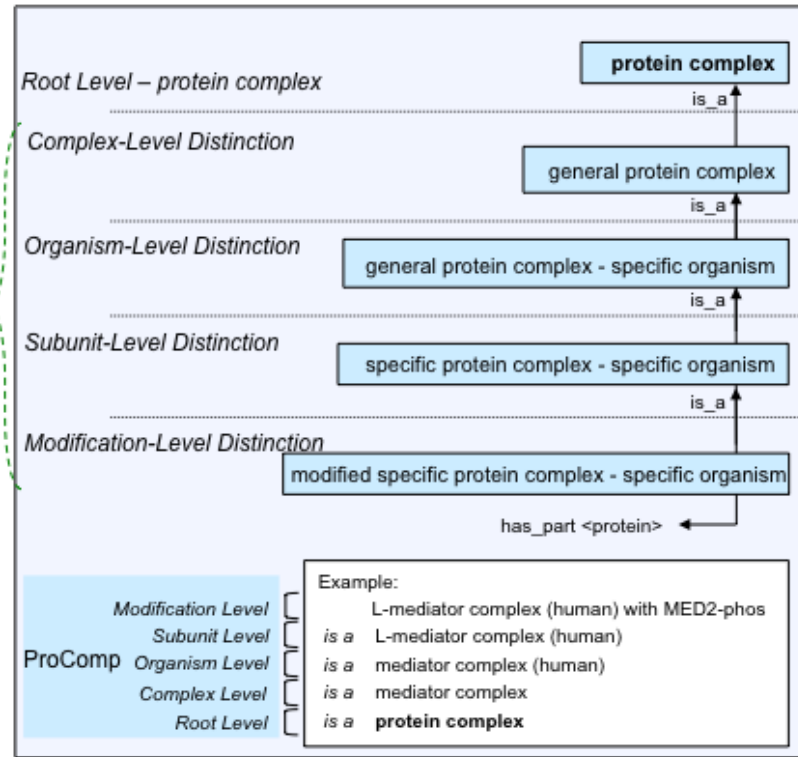 Root Level – protein complex
protein complex
is_a
Complex-Level Distinction
general protein complex
is_a
Organism-Level Distinction
general protein complex - specific organism
is_a
Subunit-Level Distinction
specific protein complex - specific organism
is_a
Modification-Level Distinction
modified specific protein complex - specific organism
has_part <protein>
Example:
ProComp
Modification Level L-mediator complex (human) with MED2-phos
Subunit Level is a L-mediator complex (human)
Organism Level is a mediator complex (human)
Complex Level is a mediator complex
Root Level is a protein complex